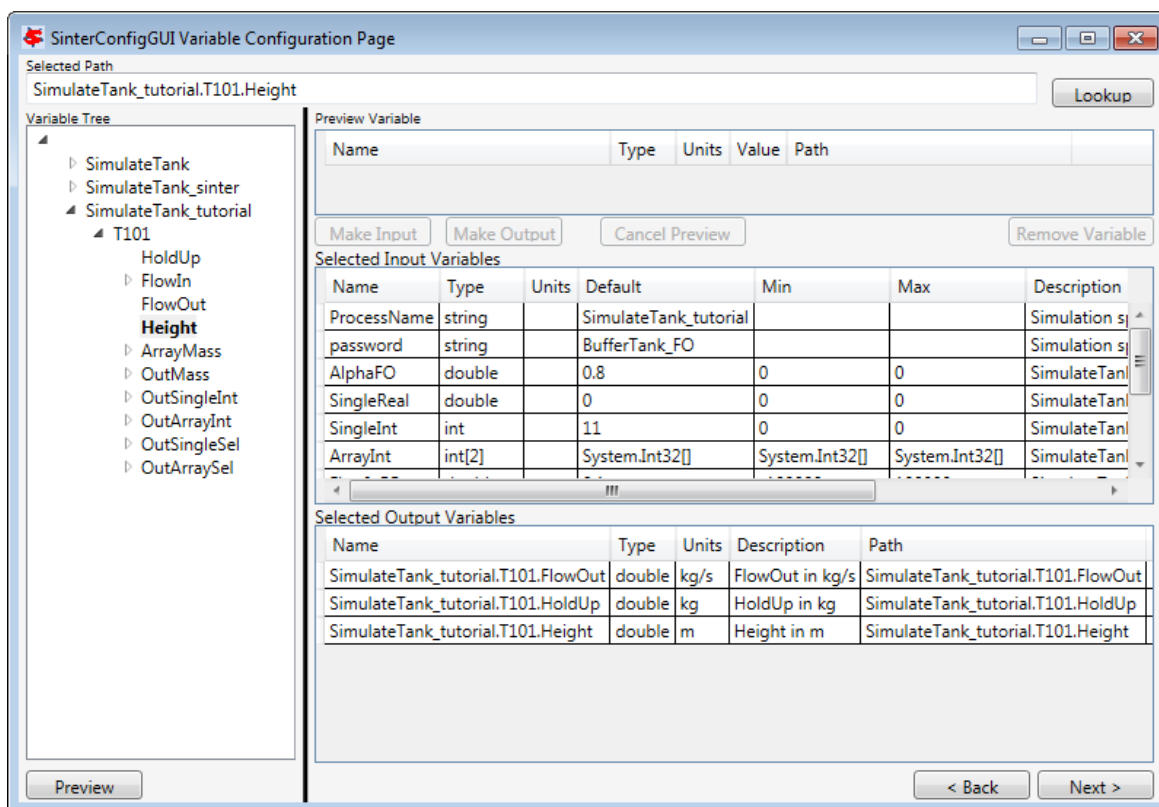 SinterConfigGUI Variable Configuration Page
Selected Path
SimulateTank_tutorial.T101.Height
Lookup
Variable Tree
SimulateTank
SimulateTank_sinter
SimulateTank_tutorial
T101
HoldUp
FlowIn
FlowOut
Height
ArrayMass
OutMass
OutSingleInt
OutArrayInt
OutSingleSel
OutArraySel
Preview
Preview Variable
Name Type Units Value Path
Make Input Make Output Cancel Preview Remove Variable
Selected Input Variables
Name Type Units Default Min Max Description
ProcessName string SimulateTank_tutorial Simulation
password string BufferTank_FO Simulation
AlphaFO double 0.8 0 0
SingleReal double 0 0 0
SingleInt int 11 0 0
ArrayInt int[2] System.Int32[] System.Int32[] System.Int32[]
Selected Output Variables
Name Type Units Description Path
SimulateTank_tutorial.T101.FlowOut double kg/s FlowOut in kg/s SimulateTank_tutorial.T101.FlowOut
SimulateTank_tutorial.T101.HoldUp double kg HoldUp in kg SimulateTank_tutorial.T101.HoldUp
SimulateTank_tutorial.T101.Height double m Height in m SimulateTank_tutorial.T101.Height
< Back Next >